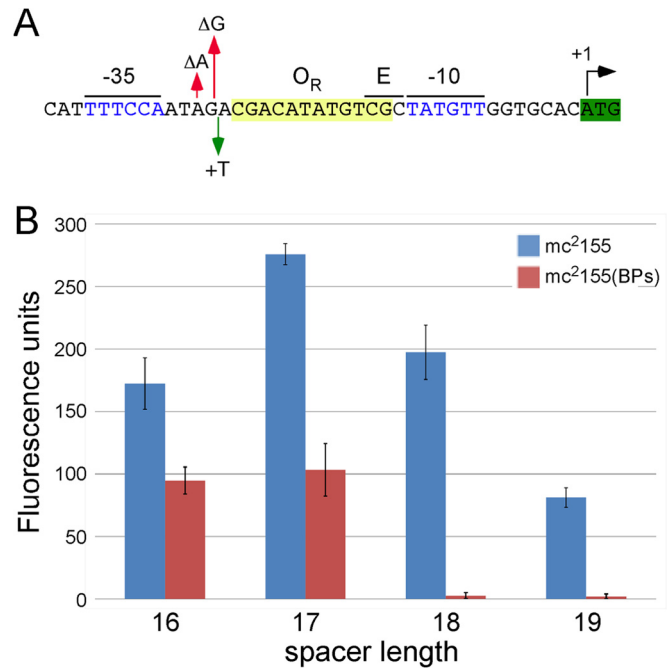 A
ΔG
ΔA
-35
O_R
E
-10
+1
CATTTTCCAATAGACGACATATGTCGCTATGTTGGTGCACATG
+T
B
300
250
200
150
100
50
0
Fluorescence units
mc²155
mc²155(BPs)
16 17 18 19
spacer length